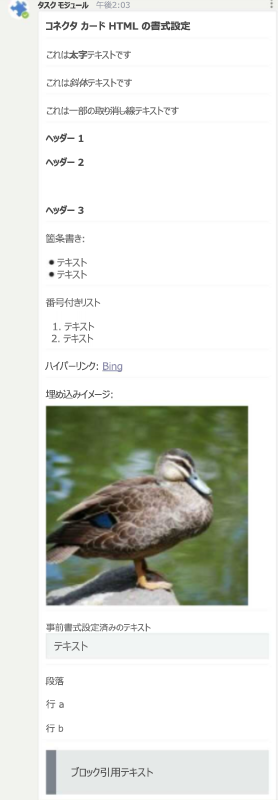 タスク モジュール 午後2:03
コネクタ カード HTML の書式設定
これは太字テキストです
これは斜体テキストです
これは一部の取り消し線テキストです
ヘッダー 1
ヘッダー 2
ヘッダー 3
箇条書き:
● テキスト
● テキスト
番号付きリスト
1. テキスト
2. テキスト
ハイパーリンク: Bing
埋め込みイメージ:
事前書式設定済みのテキスト
テキスト
段落
行 a
行 b
ブロック引用テキスト